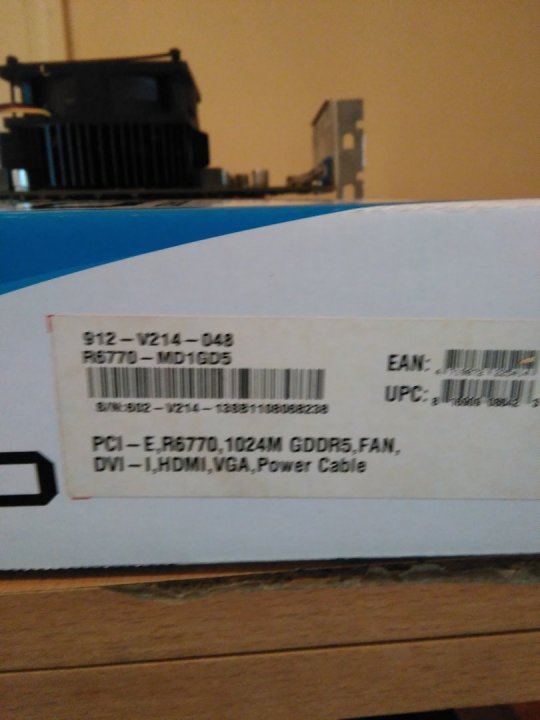 912-V214-048
R6770-MD1GD5
EAN:
UPC:
S/N:602-V214-139B1108068238
PCI-E,R6770,1024M GDDR5,FAN,
DVI-I,HDMI,VGA,Power Cable